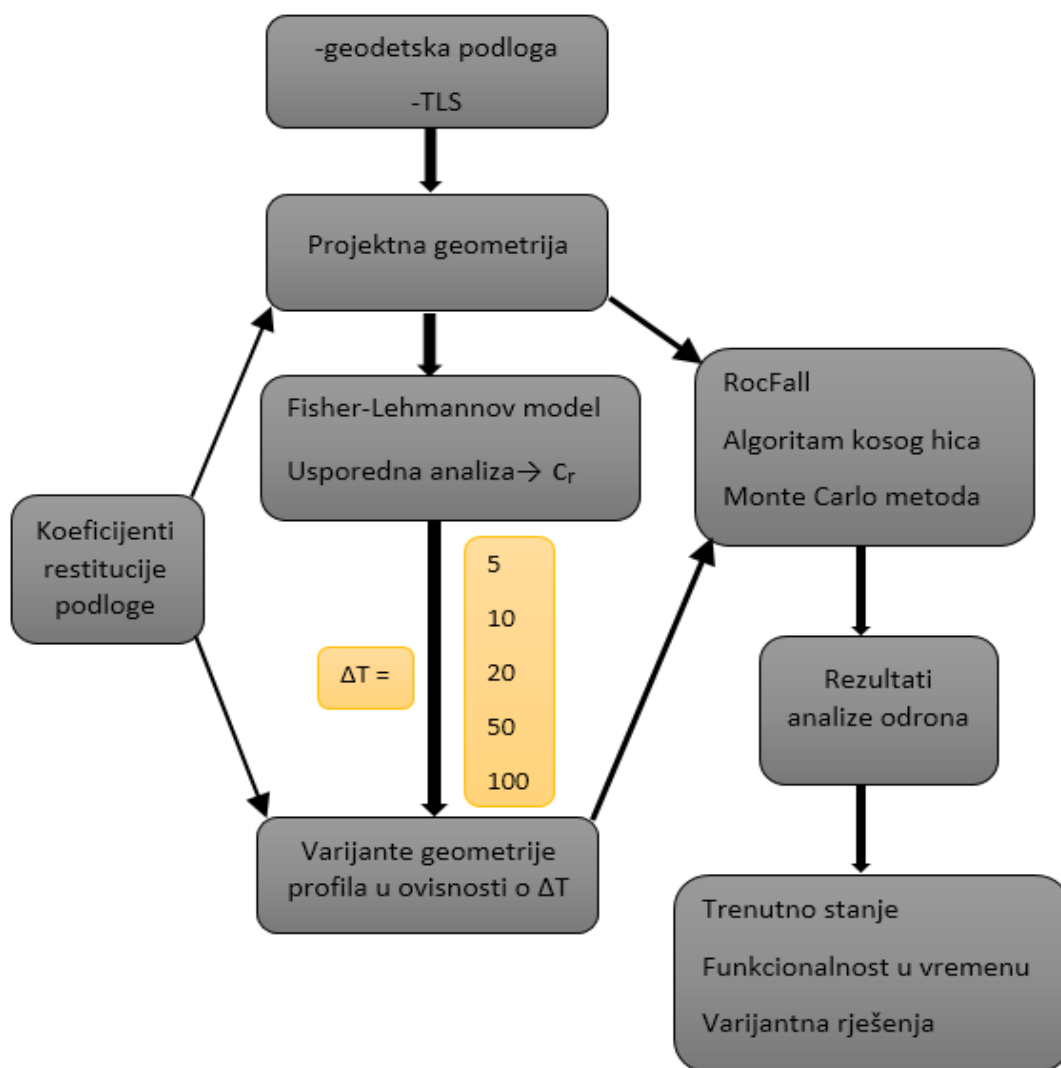 -geodetska podloga
-TLS
Projektna geometrija
Fisher-Lehmannov model
Usporedna analiza→ Cᵣ
Koeficijenti
restitucije
podloge
ΔT =
5
10
20
50
100
Varijante geometrije
profila u ovisnosti o ΔT
RocFall
Algoritam kosog hica
Monte Carlo metoda
Rezultati
analize odrona
Trenutno stanje
Funkcionalnost u vremenu
Varijantna rješenja